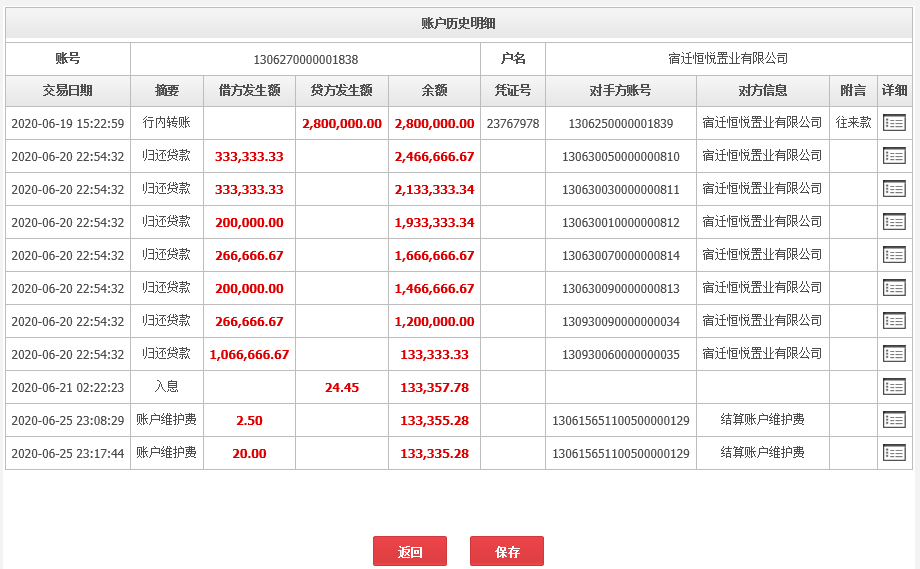 账户历史明细
账号 1306270000001838 户名 宿迁恒悦置业有限公司
交易日期 摘要 借方发生额 贷方发生额 余额 凭证号 对手方账号 对方信息 附言 详细
2020-06-19 15:22:59 行内转账 2,800,000.00 2,800,000.00 23767978 1306250000001839 宿迁恒悦置业有限公司 往来款
2020-06-20 22:54:32 归还贷款 333,333.33 2,466,666.67 130630050000000810 宿迁恒悦置业有限公司
2020-06-20 22:54:32 归还贷款 333,333.33 2,133,333.34 130630030000000811 宿迁恒悦置业有限公司
2020-06-20 22:54:32 归还贷款 200,000.00 1,933,333.34 130630010000000812 宿迁恒悦置业有限公司
2020-06-20 22:54:32 归还贷款 266,666.67 1,666,666.67 130630070000000814 宿迁恒悦置业有限公司
2020-06-20 22:54:32 归还贷款 200,000.00 1,466,666.67 130630090000000813 宿迁恒悦置业有限公司
2020-06-20 22:54:32 归还贷款 266,666.67 1,200,000.00 130930090000000034 宿迁恒悦置业有限公司
2020-06-20 22:54:32 归还贷款 1,066,666.67 133,333.33 130930060000000035 宿迁恒悦置业有限公司
2020-06-21 02:22:23 入息 24.45 133,357.78
2020-06-25 23:08:29 账户维护费 2.50 133,355.28 130615651100500000129 结算账户维护费
2020-06-25 23:17:44 账户维护费 20.00 133,335.28 130615651100500000129 结算账户维护费
返回 保存